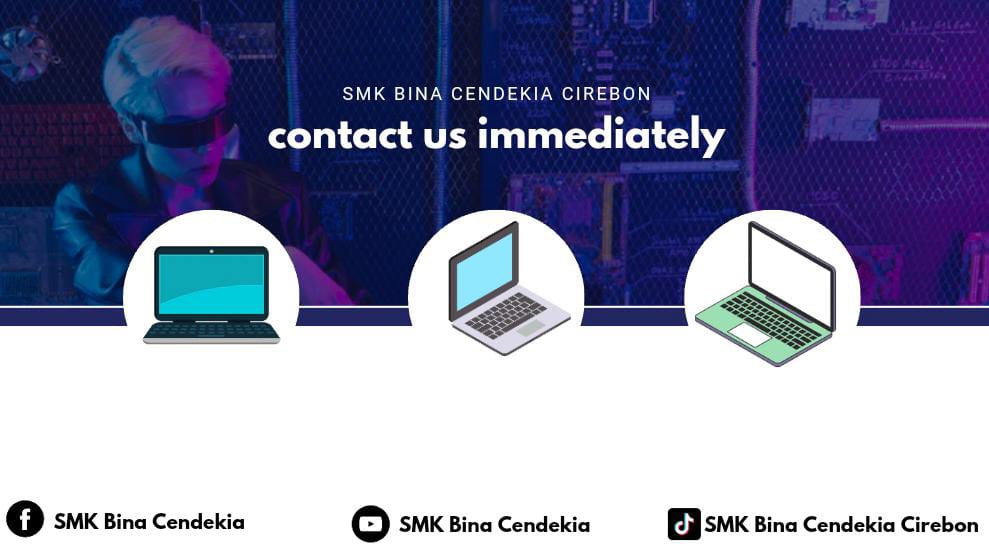 SMK BINA CENDEKIA CIREBON
contact us immediately
SMK Bina Cendekia
SMK Bina Cendekia
SMK Bina Cendekia Cirebon